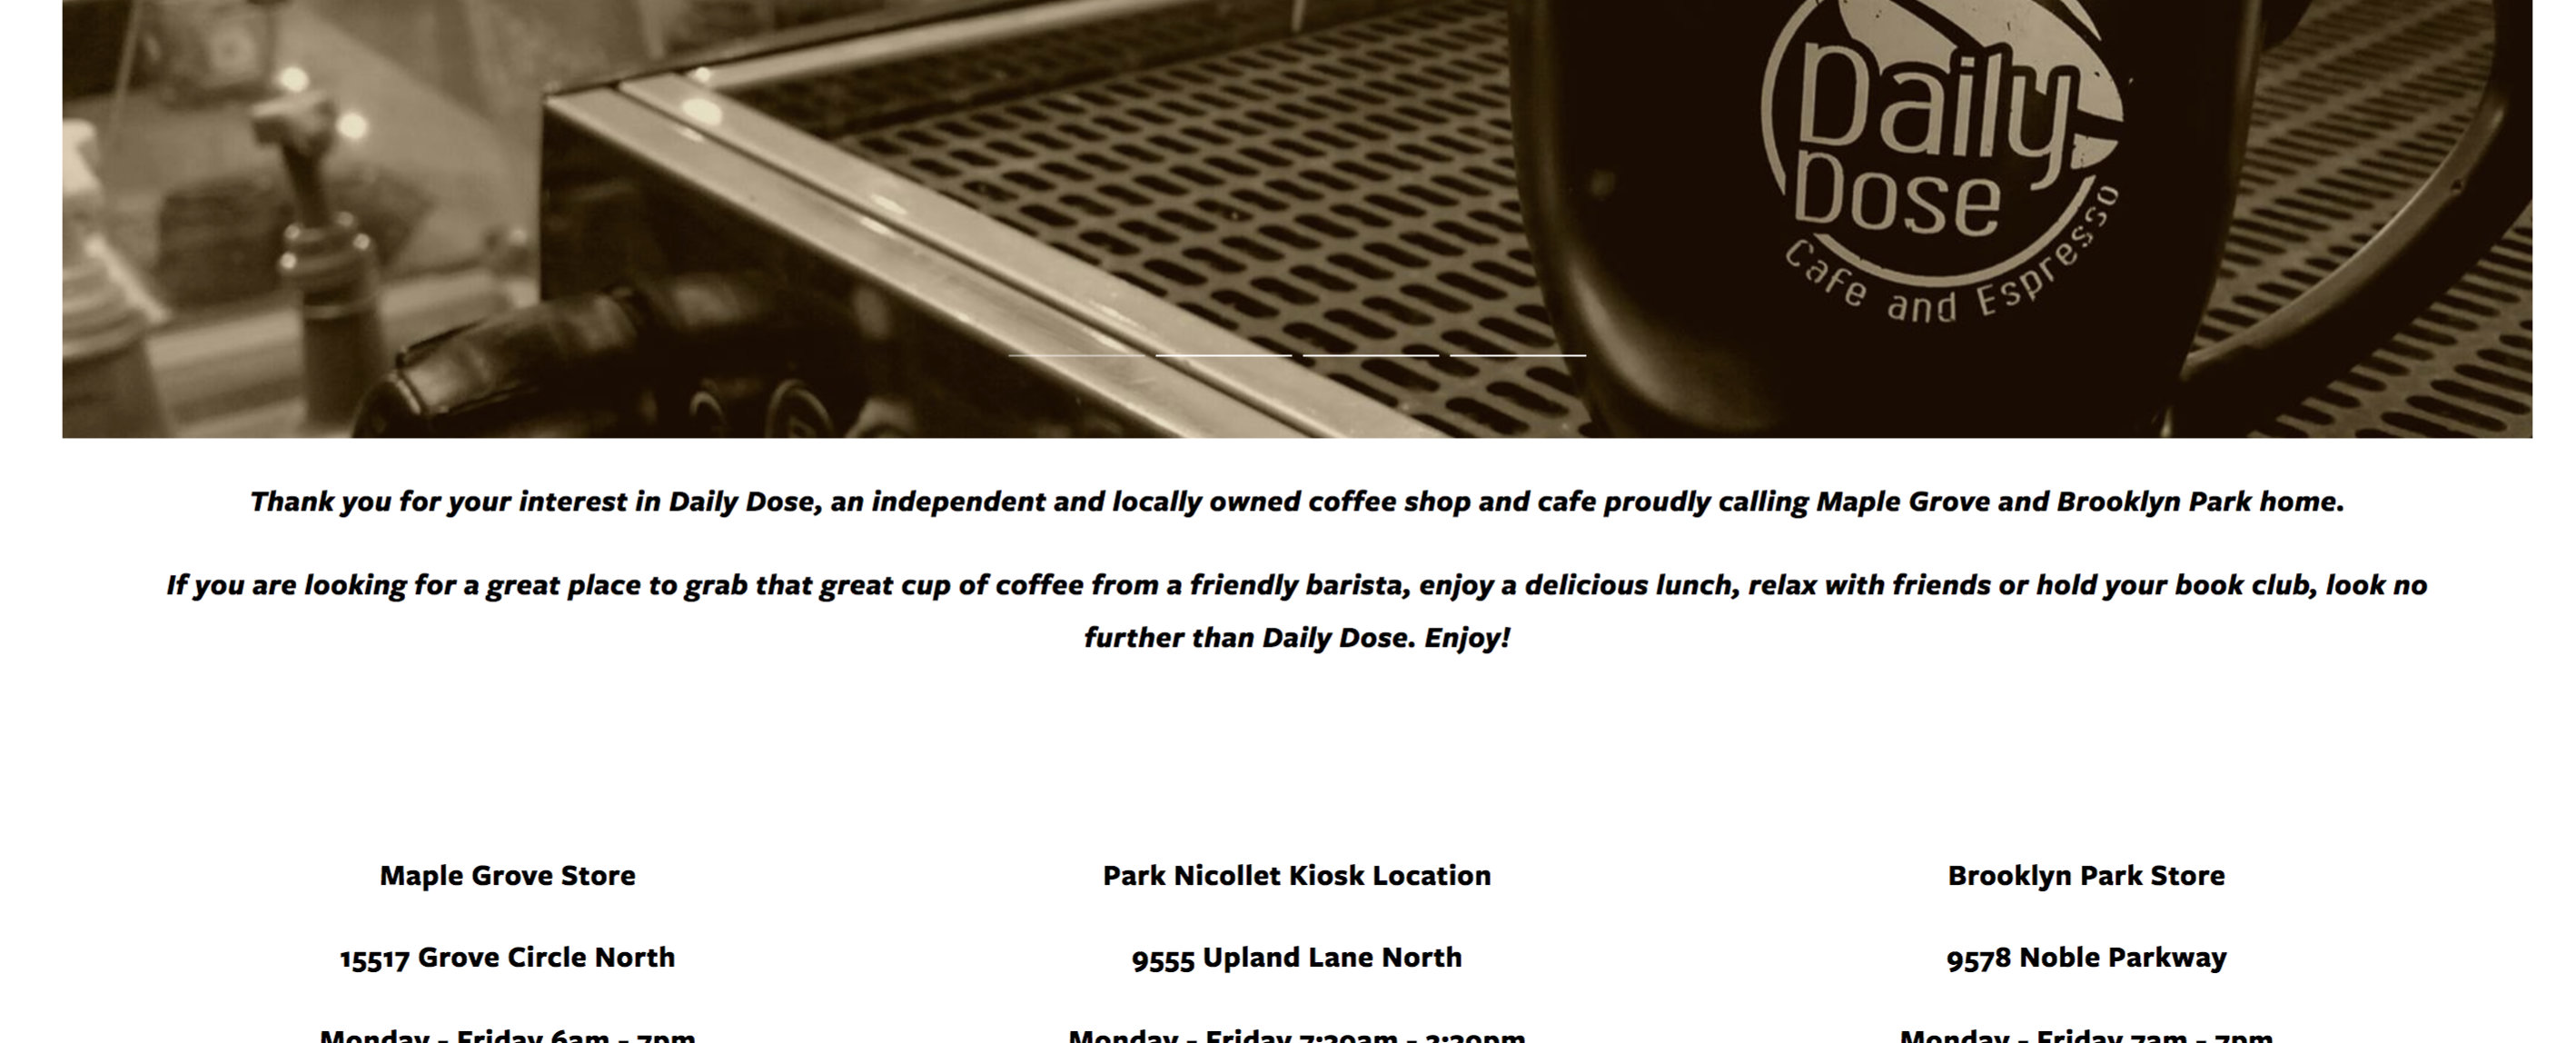 Daily
Dose
Cafe and Espresso
Thank you for your interest in Daily Dose, an independent and locally owned coffee shop and cafe proudly calling Maple Grove and Brooklyn Park home.
If you are looking for a great place to grab that great cup of coffee from a friendly barista, enjoy a delicious lunch, relax with friends or hold your book club, look no
further than Daily Dose. Enjoy!
Maple Grove Store
15517 Grove Circle North
Monday - Friday 6am - 7pm
Park Nicollet Kiosk Location
9555 Upland Lane North
Monday - Friday
Brooklyn Park Store
9578 Noble Parkway
Monday - Friday 7am - 7pm